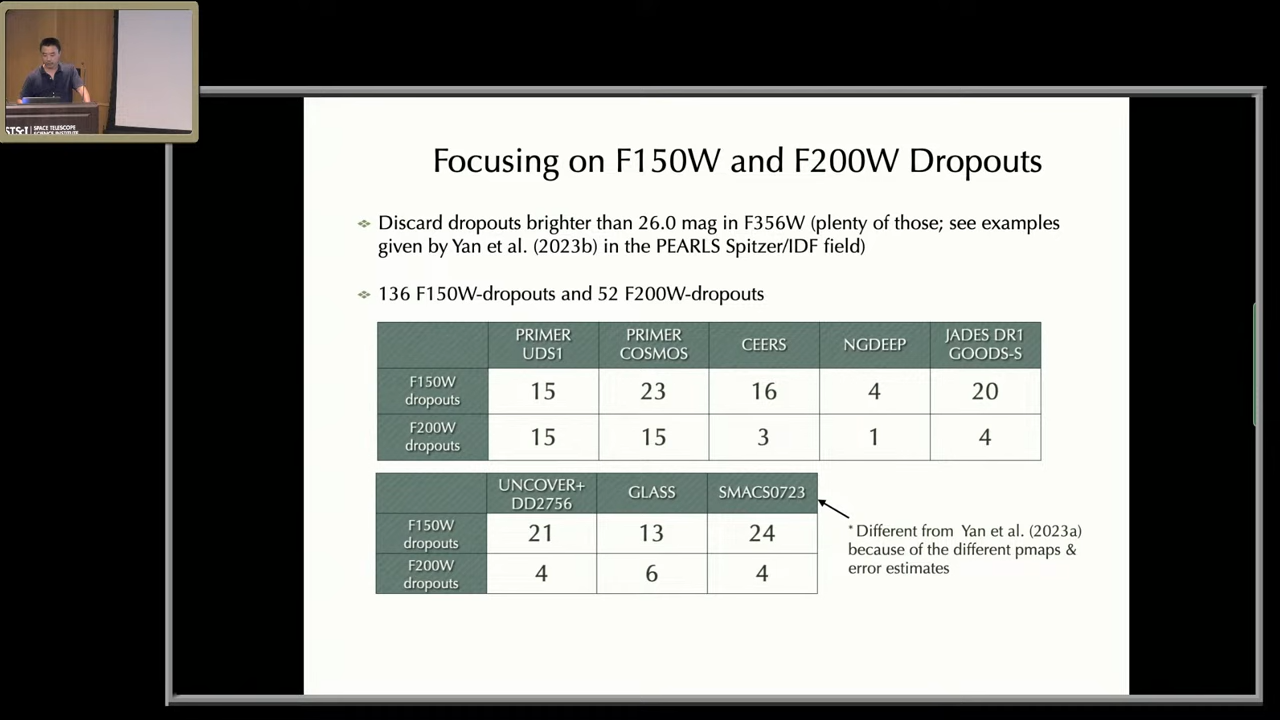 STScI | SPACE TELESCOPE
SCIENCE INSTITUTE
Focusing on F150W and F200W Dropouts
Discard dropouts brighter than 26.0 mag in F356W (plenty of those; see examples
given by Yan et al. (2023b) in the PEARLS Spitzer/IDF field)
136 F150W-dropouts and 52 F200W-dropouts
PRIMER UDS1 PRIMER COSMOS CEERS NGDEEP JADES DR1 GOODS-S
F150W dropouts 15 23 16 4 20
F200W dropouts 15 15 3 1 4
UNCOVER+ DD2756 GLASS SMACS0723
F150W dropouts 21 13 24
F200W dropouts 4 6 4
* Different from Yan et al. (2023a)
because of the different pmaps &
error estimates